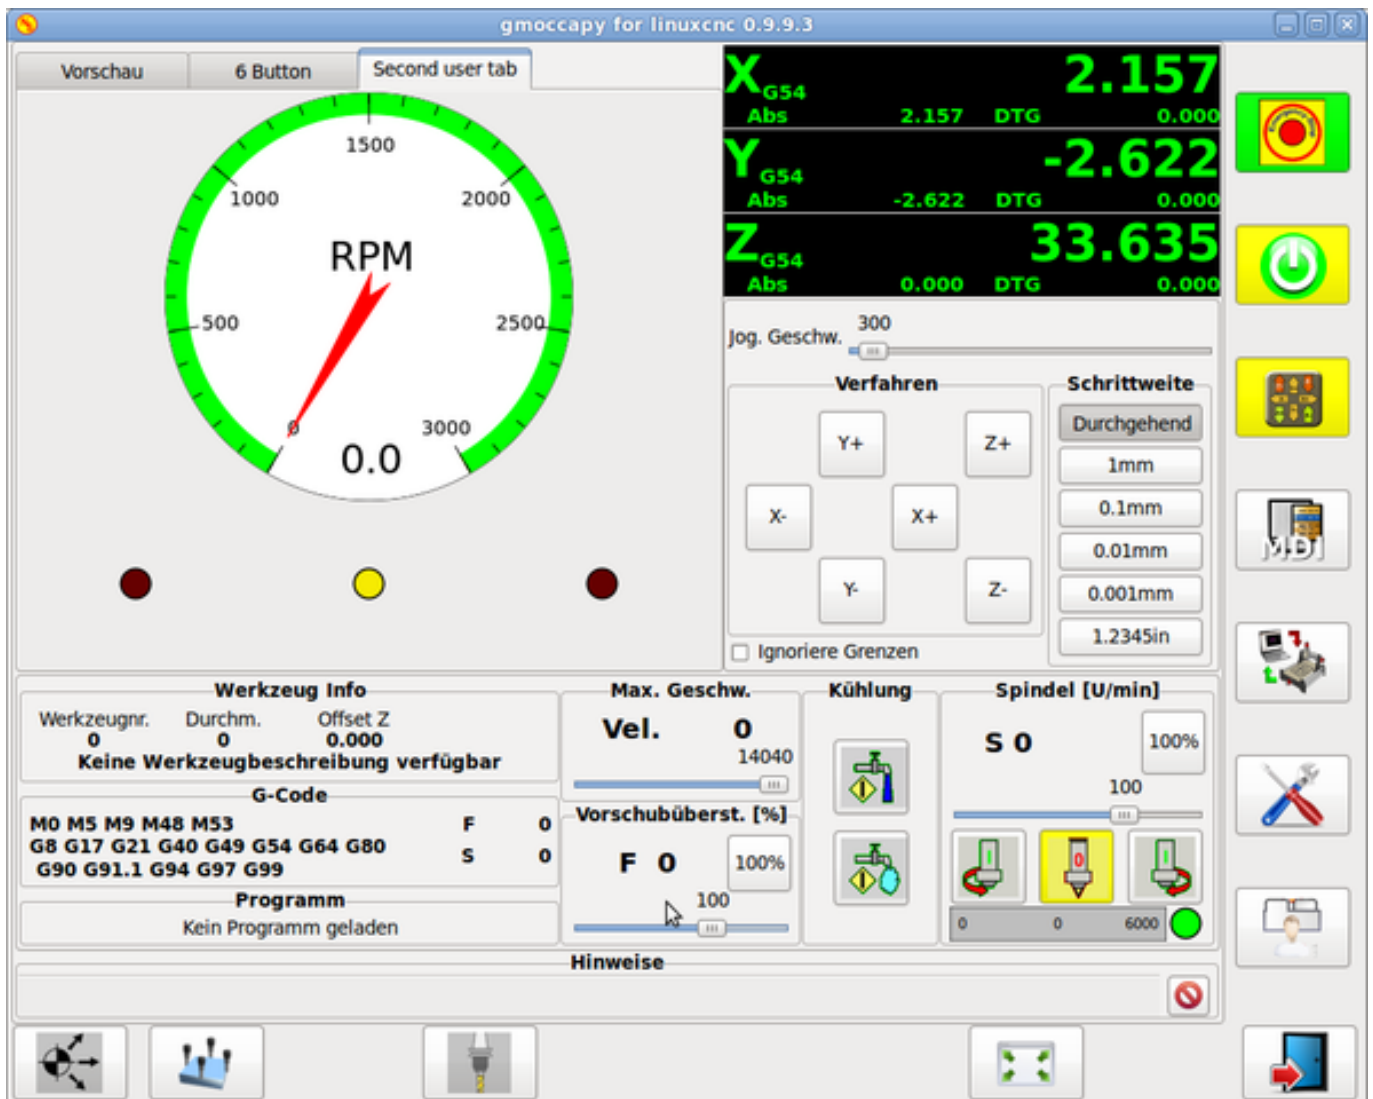 gmoccapy for linuxcnc 0.9.9.3
Vorschau 6 Button Second user tab
1500
1000 2000
RPM
500 2500
0 3000
0.0
X G54 2.157
Abs 2.157 DTG 0.000
Y G54 -2.622
Abs -2.622 DTG 0.000
Z G54 33.635
Abs 0.000 DTG 0.000
Jog. Geschw. 300
Verfahren
Y+ Z+
X- X+
Y- Z-
Ignoriere Grenzen
Schrittweite
Durchgehend
1mm
0.1mm
0.01mm
0.001mm
1.2345in
MDI
Werkzeug Info
Werkzeugnr. Durchm. Offset Z
0 0 0.000
Keine Werkzeugbeschreibung verfügbar
G-Code
M0 M5 M9 M48 M53 F 0
G8 G17 G21 G40 G49 G54 G64 G80 S 0
G90 G91.1 G94 G97 G99
Programm
Kein Programm geladen
Max. Geschw.
Vel. 0
14040
Vorschubüberst. [%]
F 0 100%
100
Kühlung
Spindel [U/min]
S 0 100%
100
I 0 I
0 0 6000
Hinweise